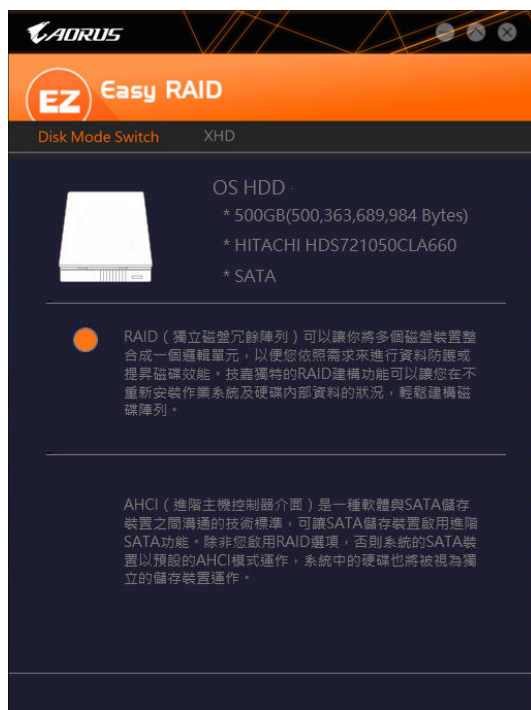 AORUS
EZ Easy RAID
Disk Mode Switch XHD
OS HDD
* 500GB(500,363,689,984 Bytes)
* HITACHI HDS721050CLA660
* SATA
RAID（獨立磁盤冗餘陣列）可以讓你將多個磁盤裝置整
合成一個邏輯單元，以便您依照需求來進行資料防護或
提昇磁碟效能。技嘉獨特的RAID建構功能可以讓您在不
重新安裝作業系統及硬碟內部資料的狀況，輕鬆建構磁
碟陣列。
AHCI（進階主機控制器介面）是一種軟體與SATA儲存
裝置之間溝通的技術標準，可讓SATA儲存裝置啟用進階
SATA功能。除非您啟用RAID選項，否則系統的SATA裝
置以預設的AHCI模式運作，系統中的硬碟也將被視為獨
立的儲存裝置運作。